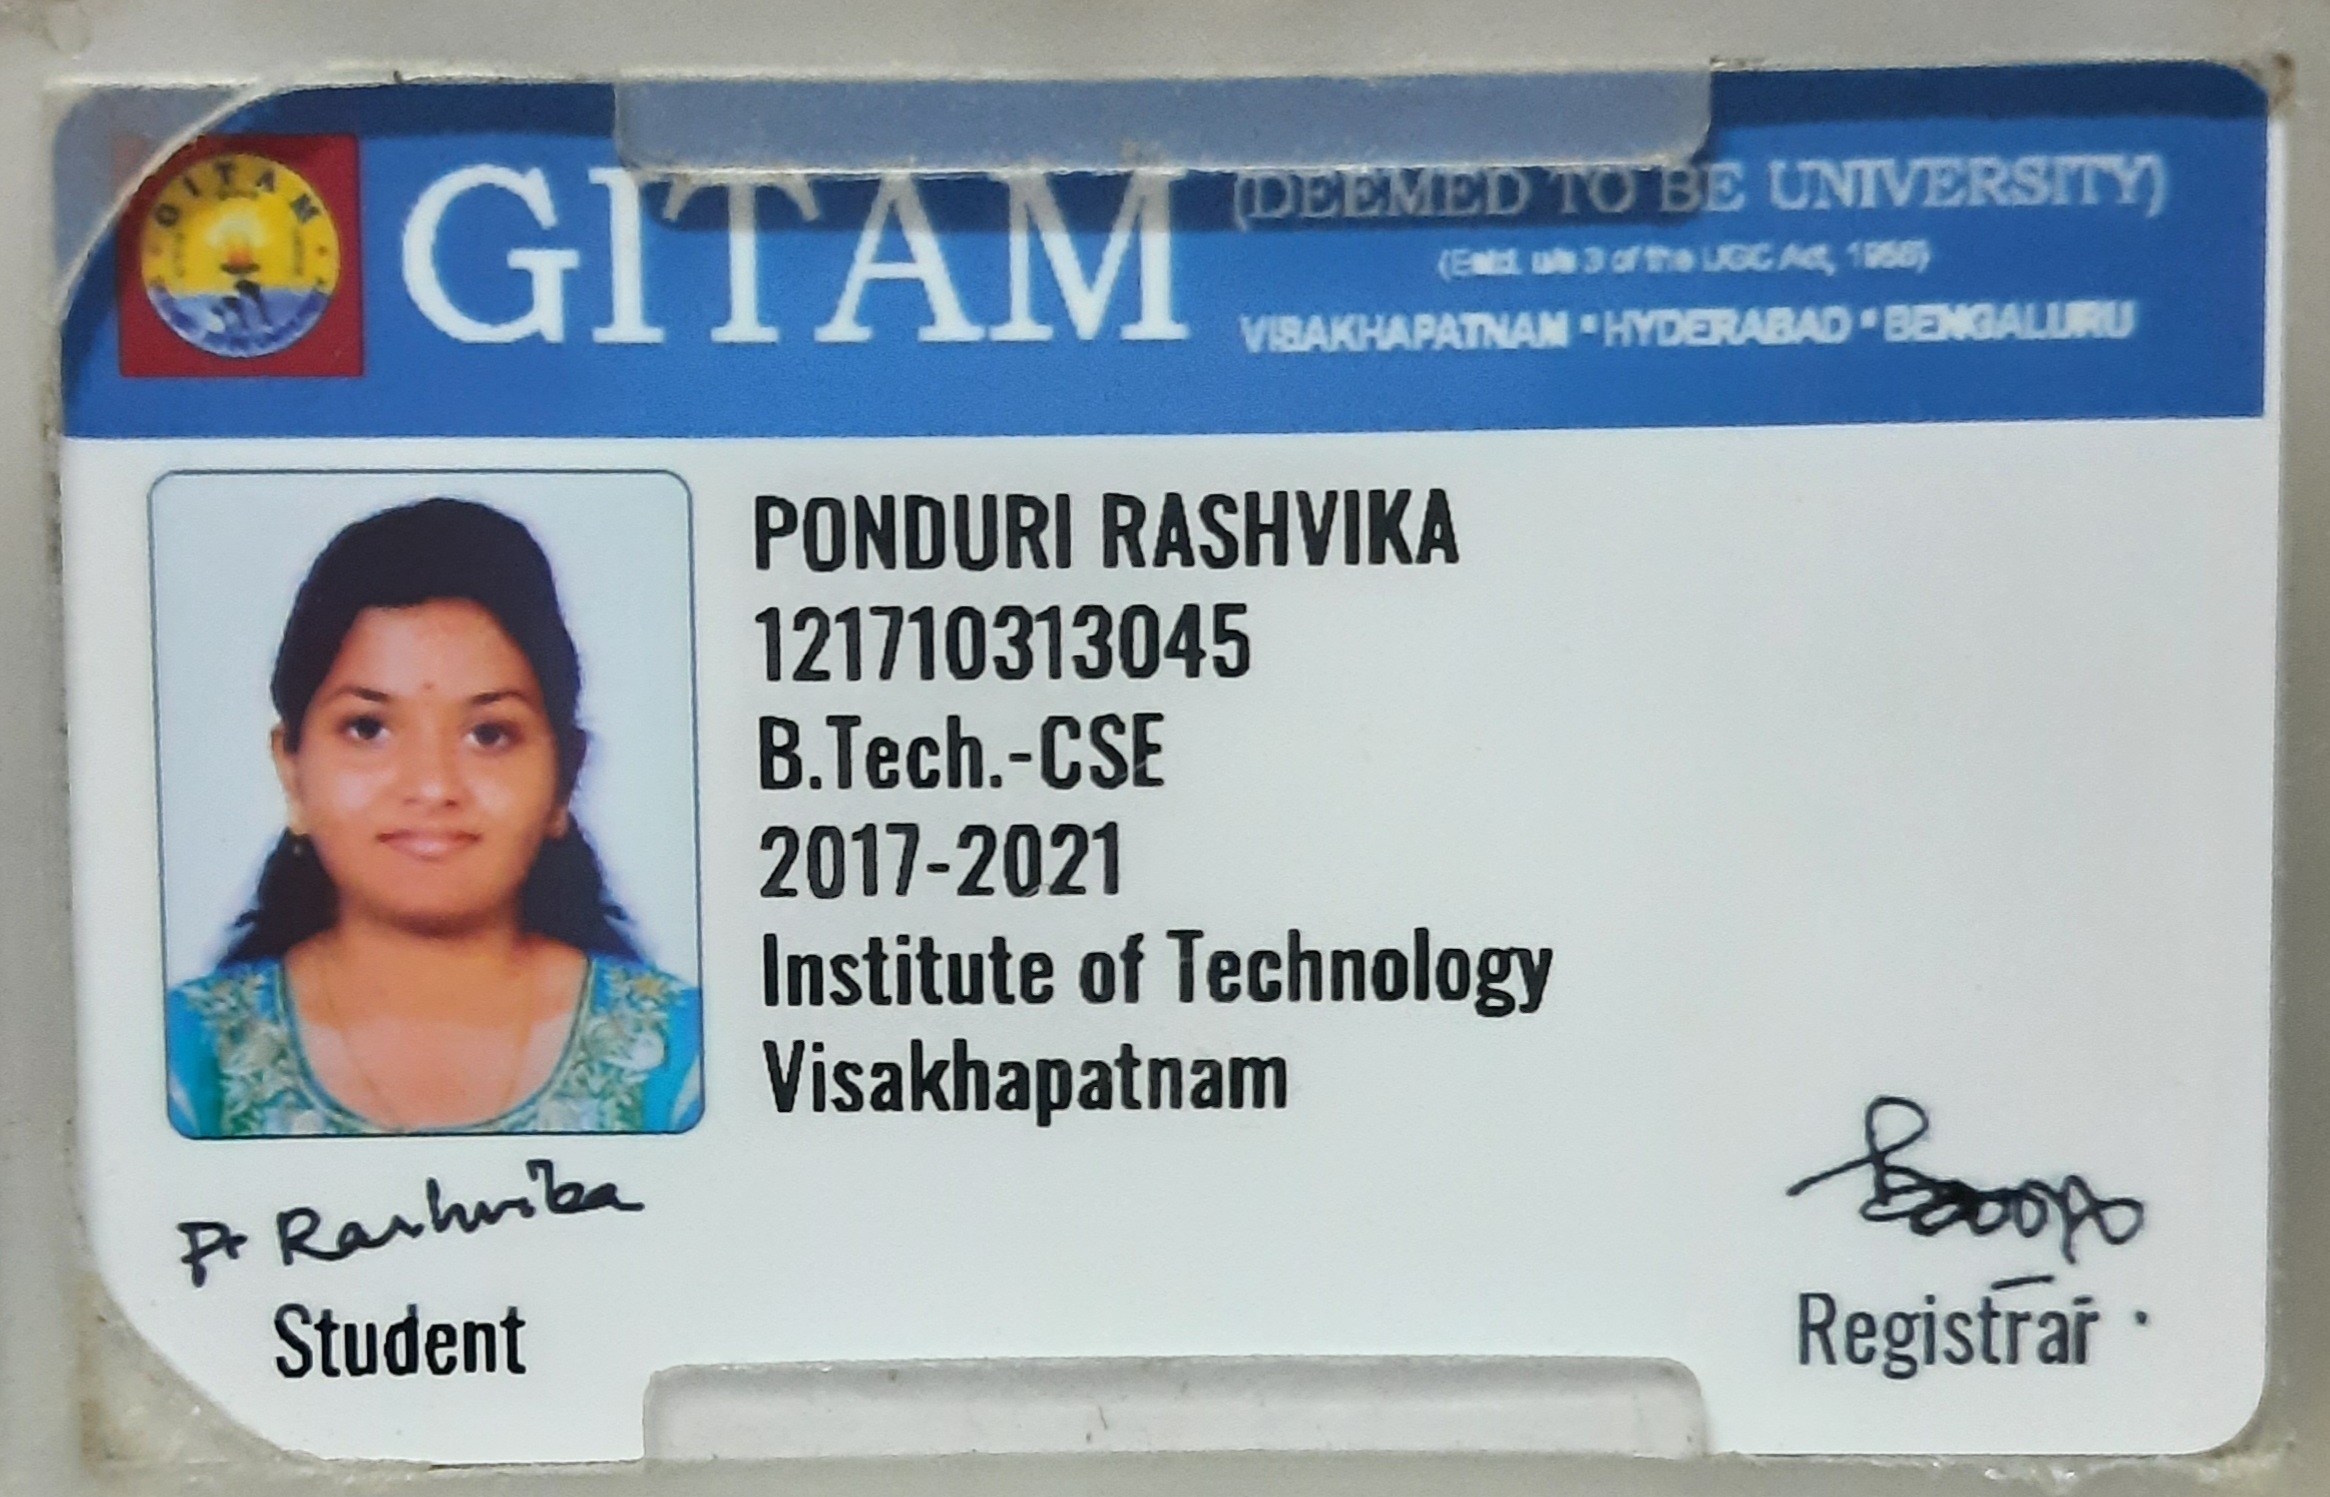 GITAM
GITAM
(DEEMED TO BE UNIVERSITY)
(Estd. u/s 3 of the UGC Act, 1956)
VISAKHAPATNAM * HYDERABAD * BENGALURU
PONDURI RASHVIKA
121710313045
B.Tech.-CSE
2017-2021
Institute of Technology
Visakhapatnam
P. Rashvika
Student
Registrar